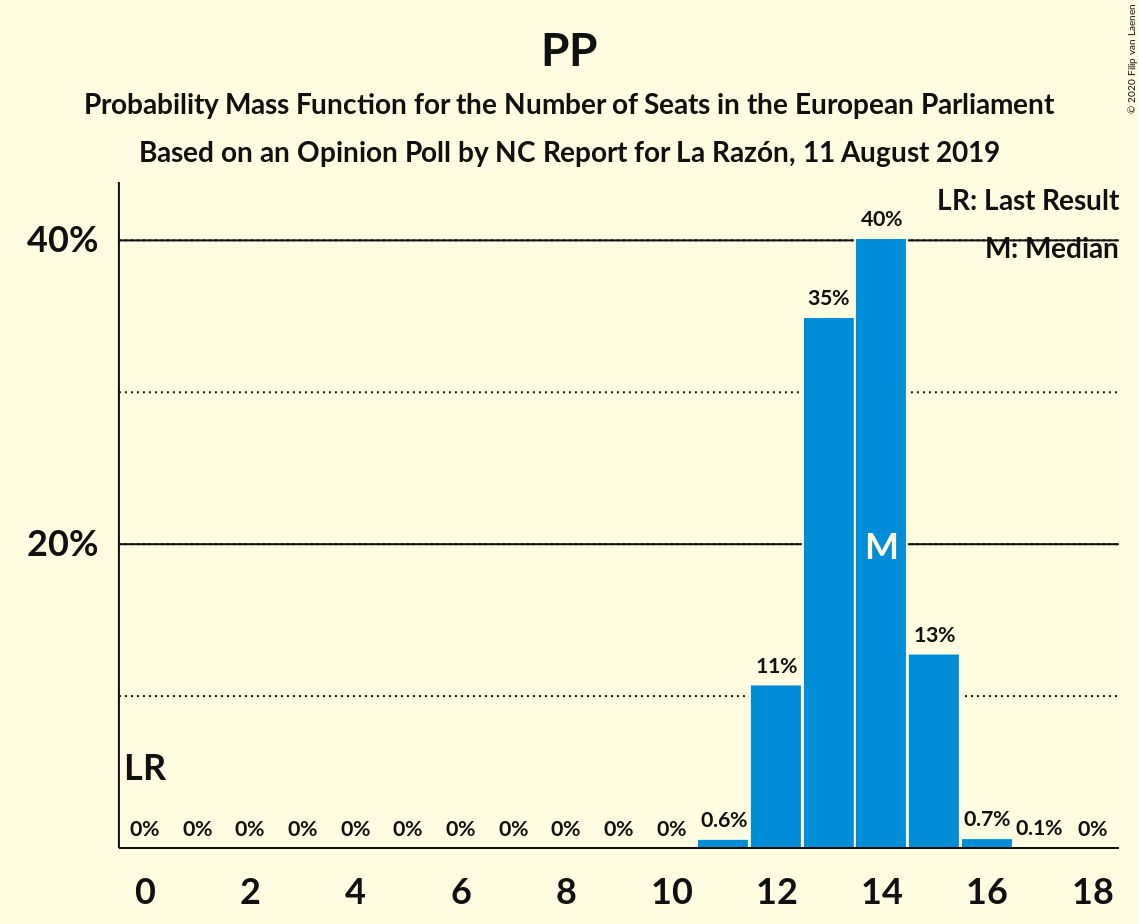 PP
Probability Mass Function for the Number of Seats in the European Parliament
Based on an Opinion Poll by NC Report for La Razón, 11 August 2019
© 2020 Filip van Laenen
LR: Last Result
M: Median
40%
20%
40%
35%
M
13%
11%
LR
0% 0% 0% 0% 0% 0% 0% 0% 0% 0% 0% 0.6% 0.7% 0.1% 0%
0 2 4 6 8 10 12 14 16 18